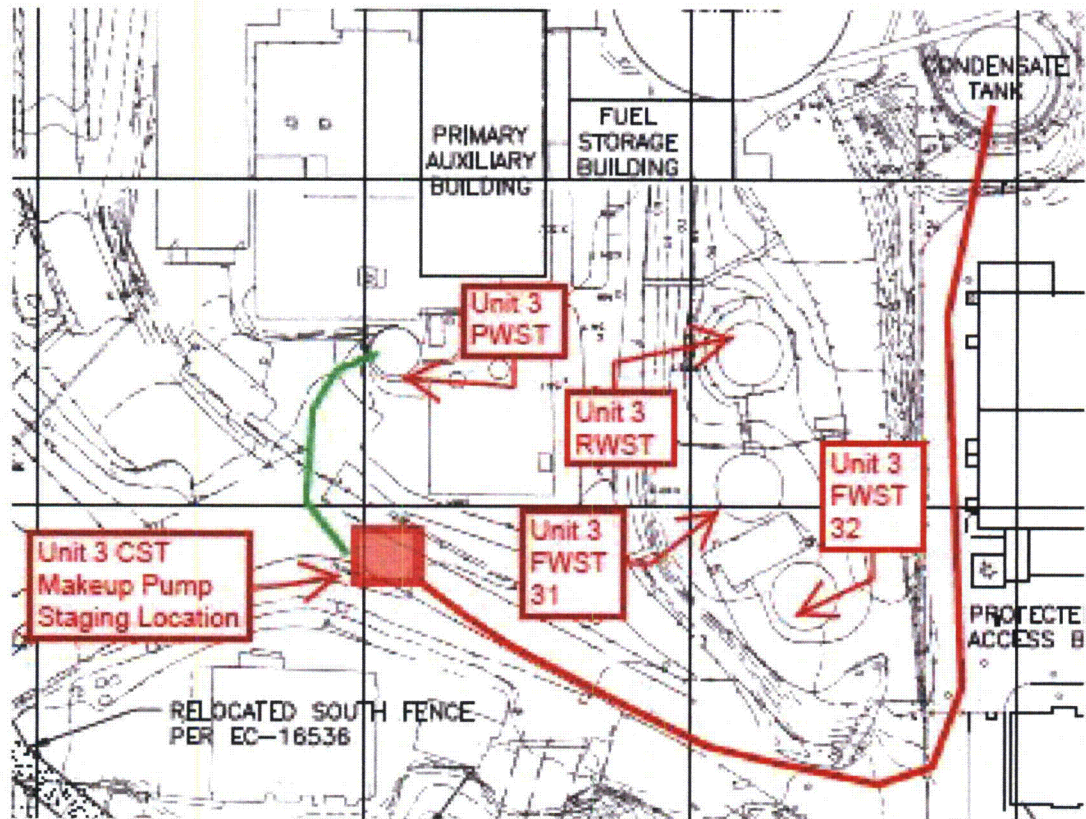 CONDENSATE
TANK
PRIMARY
AUXILIARY
BUILDING
FUEL
STORAGE
BUILDING
Unit 3
PWST
Unit 3
RWST
Unit 3
FWST
32
Unit 3
FWST
31
Unit 3 CST
Makeup Pump
Staging Location
PROTECTE
ACCESS B
RELOCATED SOUTH FENCE
PER EC-16536